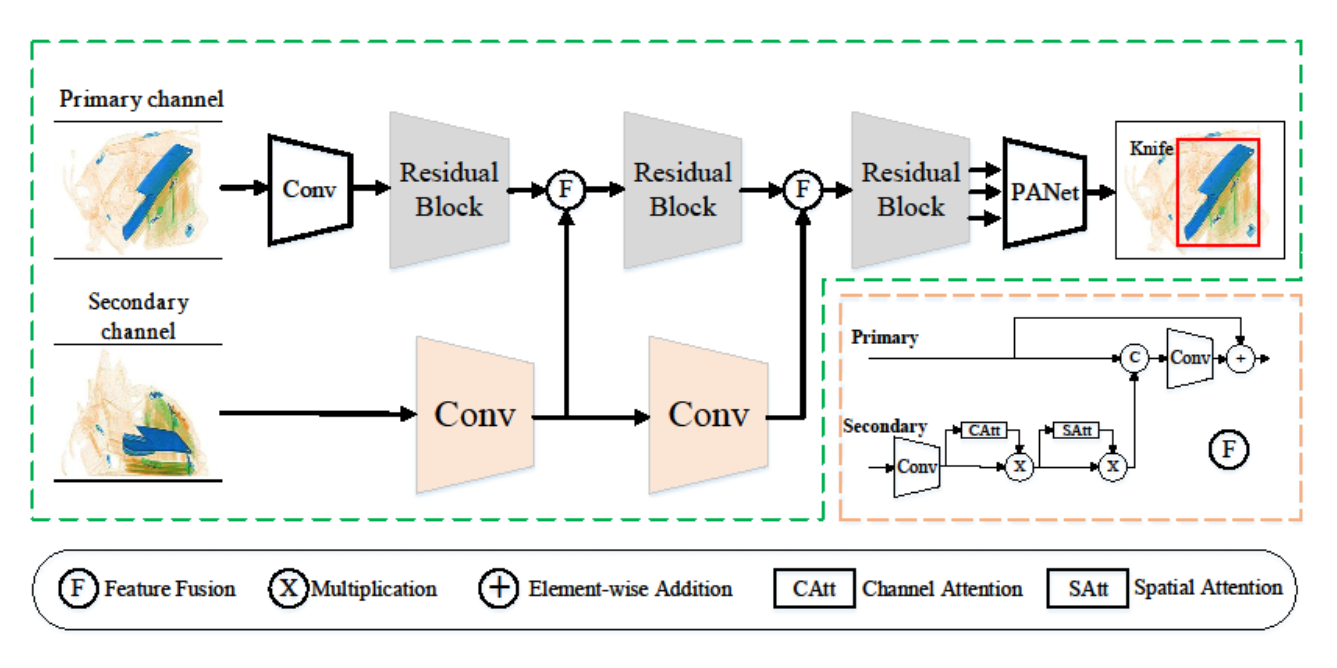 Primary channel
Conv
Residual
Block
F
Residual
Block
F
Residual
Block
PANet
Knife
Secondary
channel
Conv
Conv
Primary
C
Conv
+
Secondary
Conv
CAtt
X
SAtt
X
F
F Feature Fusion
X Multiplication
+ Element-wise Addition
CAtt Channel Attention
SAtt Spatial Attention